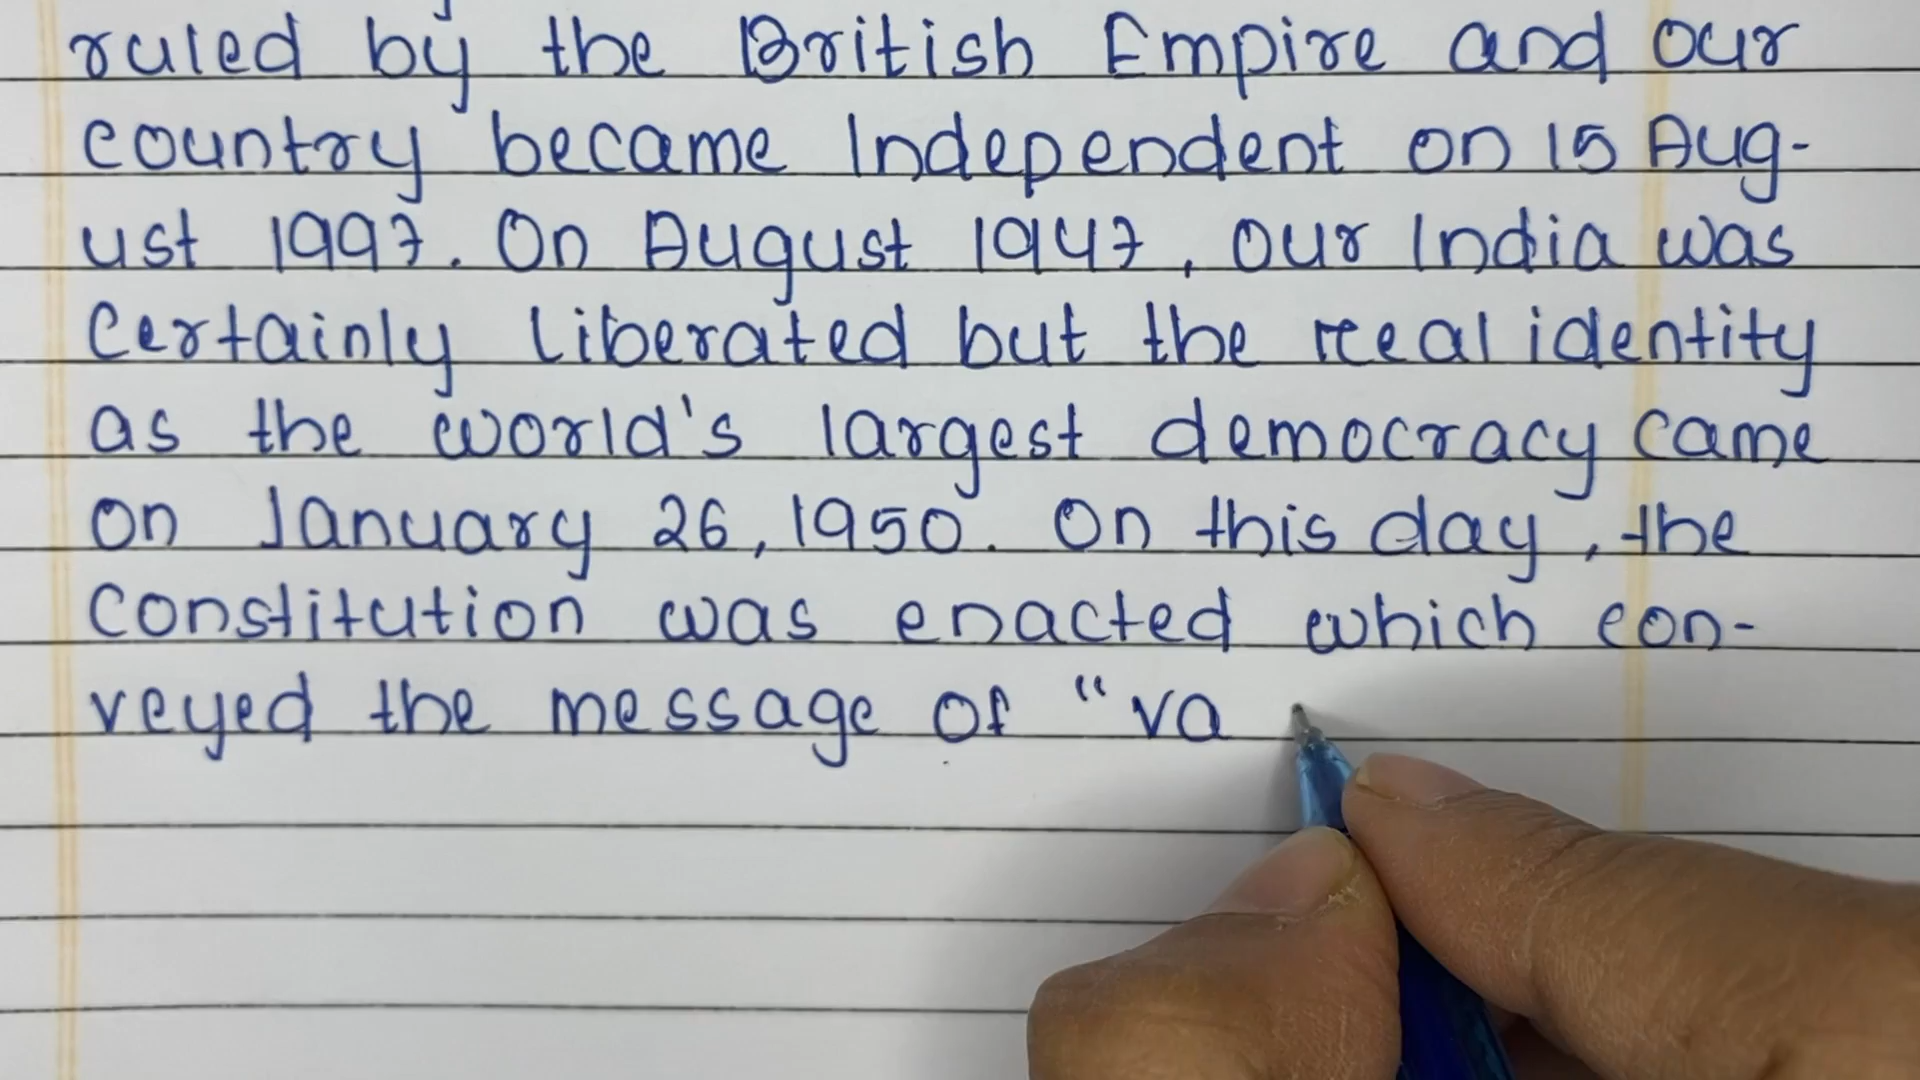 ruled by the British Empire and our
country became Independent on 15 Aug-
ust 1997. On August 1947, our India was
Certainly liberated but the real identity
as the world's largest democracy came
on January 26, 1950. On this day, the
Constitution was enacted which con-
veyed the message of "va